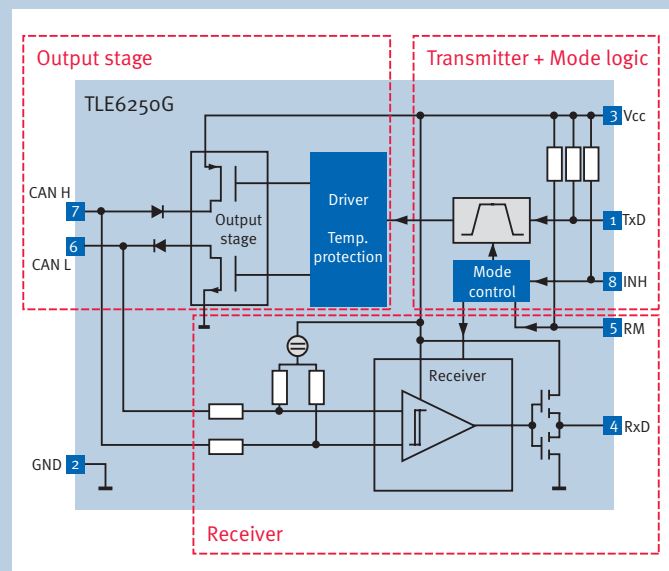 Output stage
Transmitter + Mode logic
TLE6250G
3 Vcc
CAN H
7
Output
stage
Driver
Temp.
protection
1 TxD
6
CAN L
Mode
control
8 INH
5 RM
Receiver
4 RxD
GND 2
Receiver